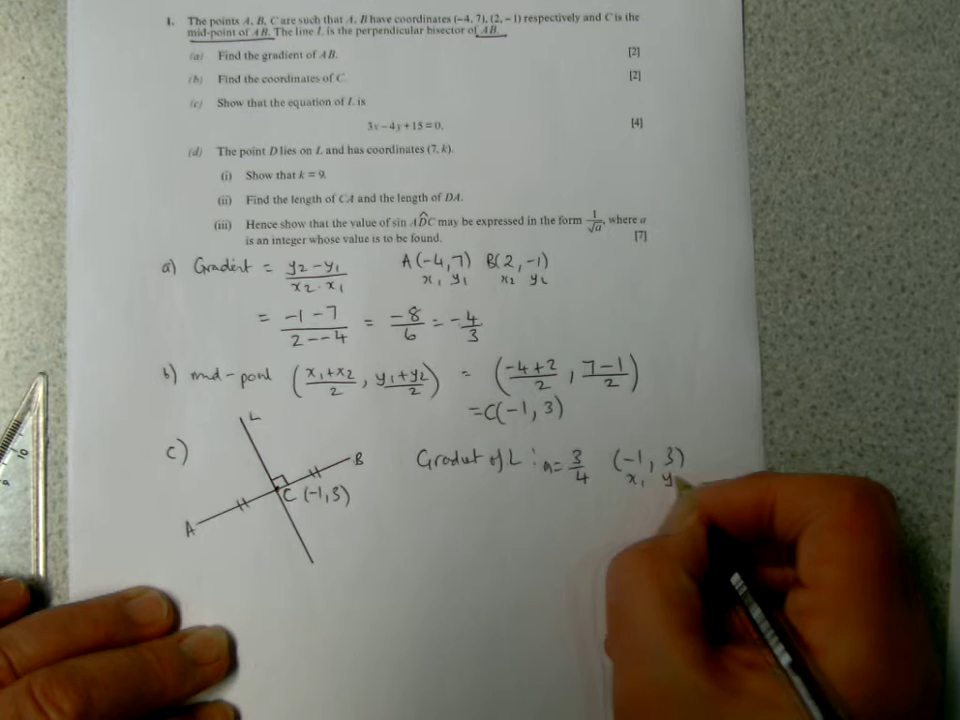 1. The points A, B, C are such that A, B have coordinates (−4, 7), (2, −1) respectively and C is the
mid-point of AB. The line L is the perpendicular bisector of AB.
(a) Find the gradient of AB. [2]
(b) Find the coordinates of C. [2]
(c) Show that the equation of L is
3x − 4y + 15 = 0. [4]
(d) The point D lies on L and has coordinates (7, k).
(i) Show that k = 9.
(ii) Find the length of CA and the length of DA.
(iii) Hence show that the value of sin AD̂C may be expressed in the form 1/√a, where a
is an integer whose value is to be found. [7]
a) Gradient = (y2 − y1)/(x2 - x1) A(−4,7) B(2,−1)
x1 y1 x2 y2
= (−1 − 7)/(2 − −4) = −8/6 = −4/3
b) mid-point ((x1+x2)/2, (y1+y2)/2) = ((−4+2)/2, (7−1)/2)
= C(−1, 3)
c) L
B
C (−1,3)
A
Gradient of L : m = 3/4 (−1, 3)
x1 y
10
9